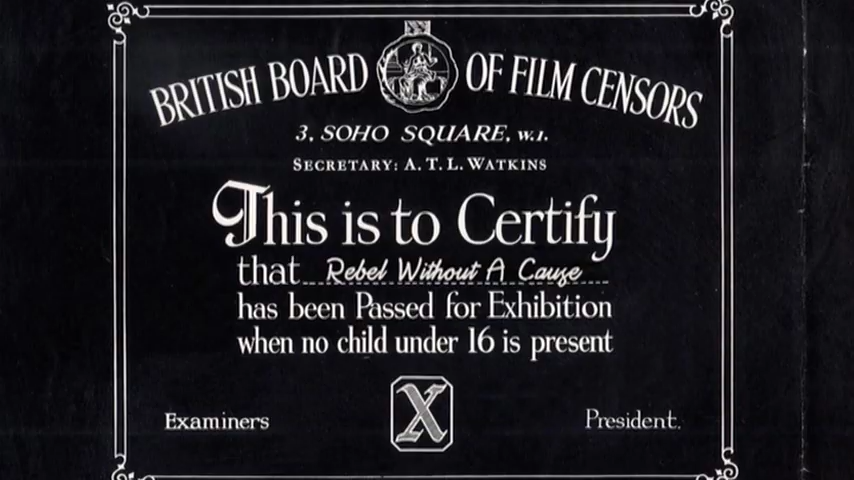 BRITISH BOARD OF FILM CENSORS
3, SOHO SQUARE, W.1.
SECRETARY: A. T. L. WATKINS
This is to Certify
that Rebel Without A Cause
has been Passed for Exhibition
when no child under 16 is present
Examiners X President.